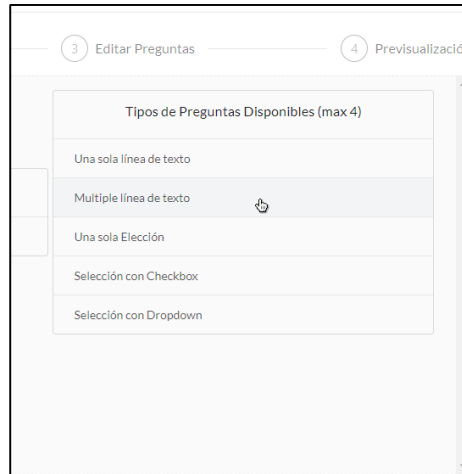 3 Editar Preguntas
4 Previsualizació
Tipos de Preguntas Disponibles (max 4)
Una sola línea de texto
Multiple línea de texto
Una sola Elección
Selección con Checkbox
Selección con Dropdown